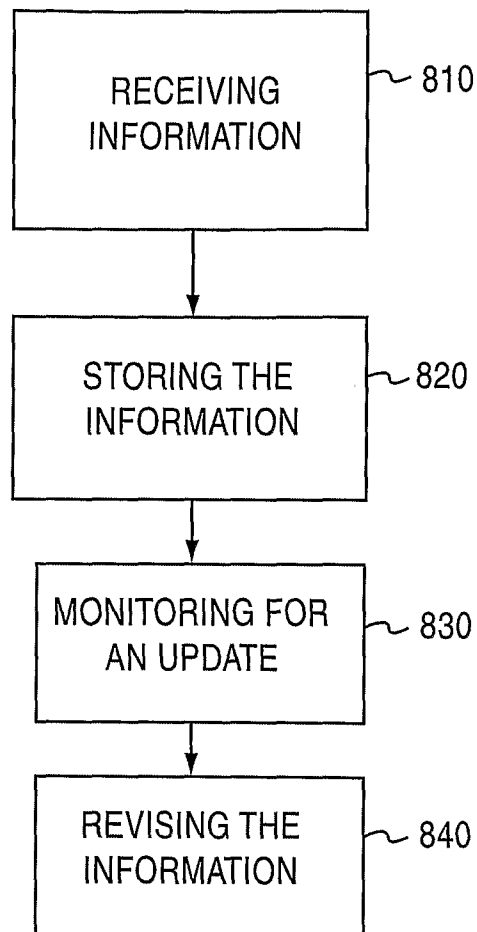 RECEIVING
INFORMATION
810
STORING THE
INFORMATION
820
MONITORING FOR
AN UPDATE
830
REVISING THE
INFORMATION
840